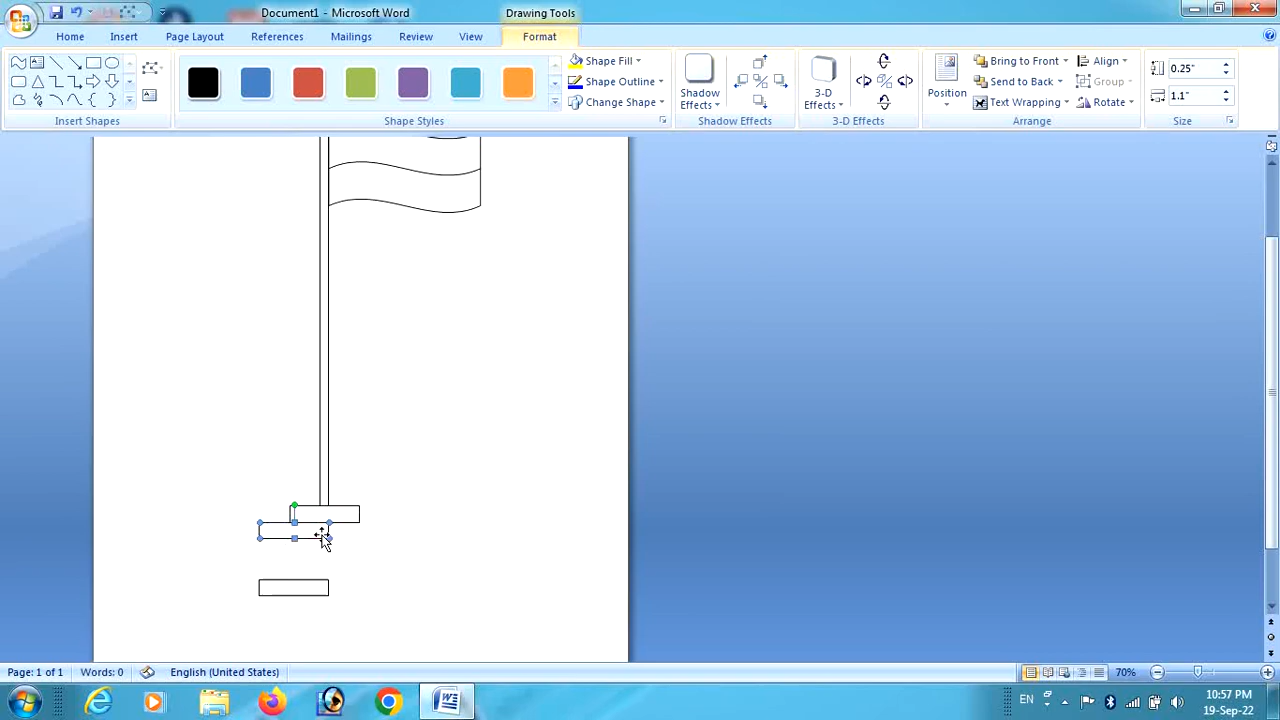 Document1 - Microsoft Word
Drawing Tools
Home Insert Page Layout References Mailings Review View Format
Shape Fill
Shape Outline
Change Shape
Shadow Effects
3-D Effects
Position
Bring to Front
Send to Back
Text Wrapping
Align
Group
Rotate
0.25"
1.1"
Insert Shapes Shape Styles Shadow Effects 3-D Effects Arrange Size
Page: 1 of 1 Words: 0 English (United States) 70%
EN 10:57 PM
19-Sep-22